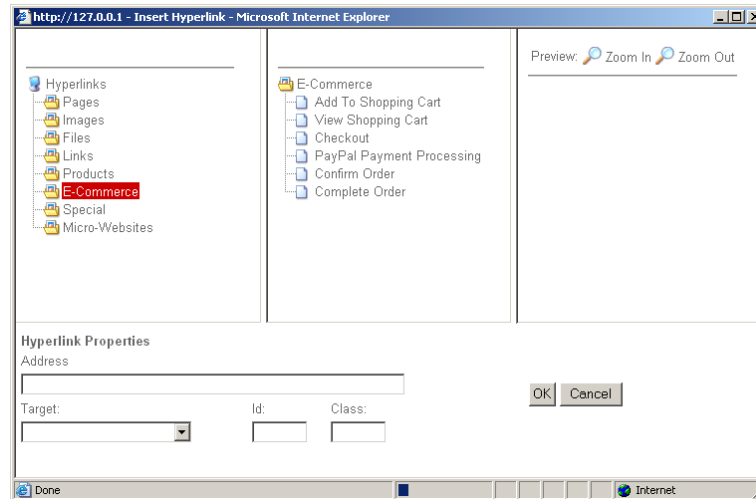 http://127.0.0.1 - Insert Hyperlink - Microsoft Internet Explorer
Hyperlinks
Pages
Images
Files
Links
Products
E-Commerce
Special
Micro-Websites
E-Commerce
Add To Shopping Cart
View Shopping Cart
Checkout
PayPal Payment Processing
Confirm Order
Complete Order
Preview: Zoom In Zoom Out
Hyperlink Properties
Address
Target: Id: Class:
OK Cancel
Done Internet